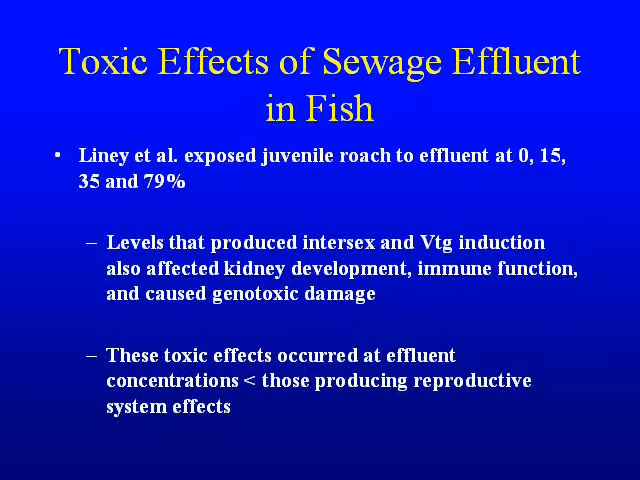 Toxic Effects of Sewage Effluent
in Fish
• Liney et al. exposed juvenile roach to effluent at 0, 15,
35 and 79%
– Levels that produced intersex and Vtg induction
also affected kidney development, immune function,
and caused genotoxic damage
– These toxic effects occurred at effluent
concentrations < those producing reproductive
system effects